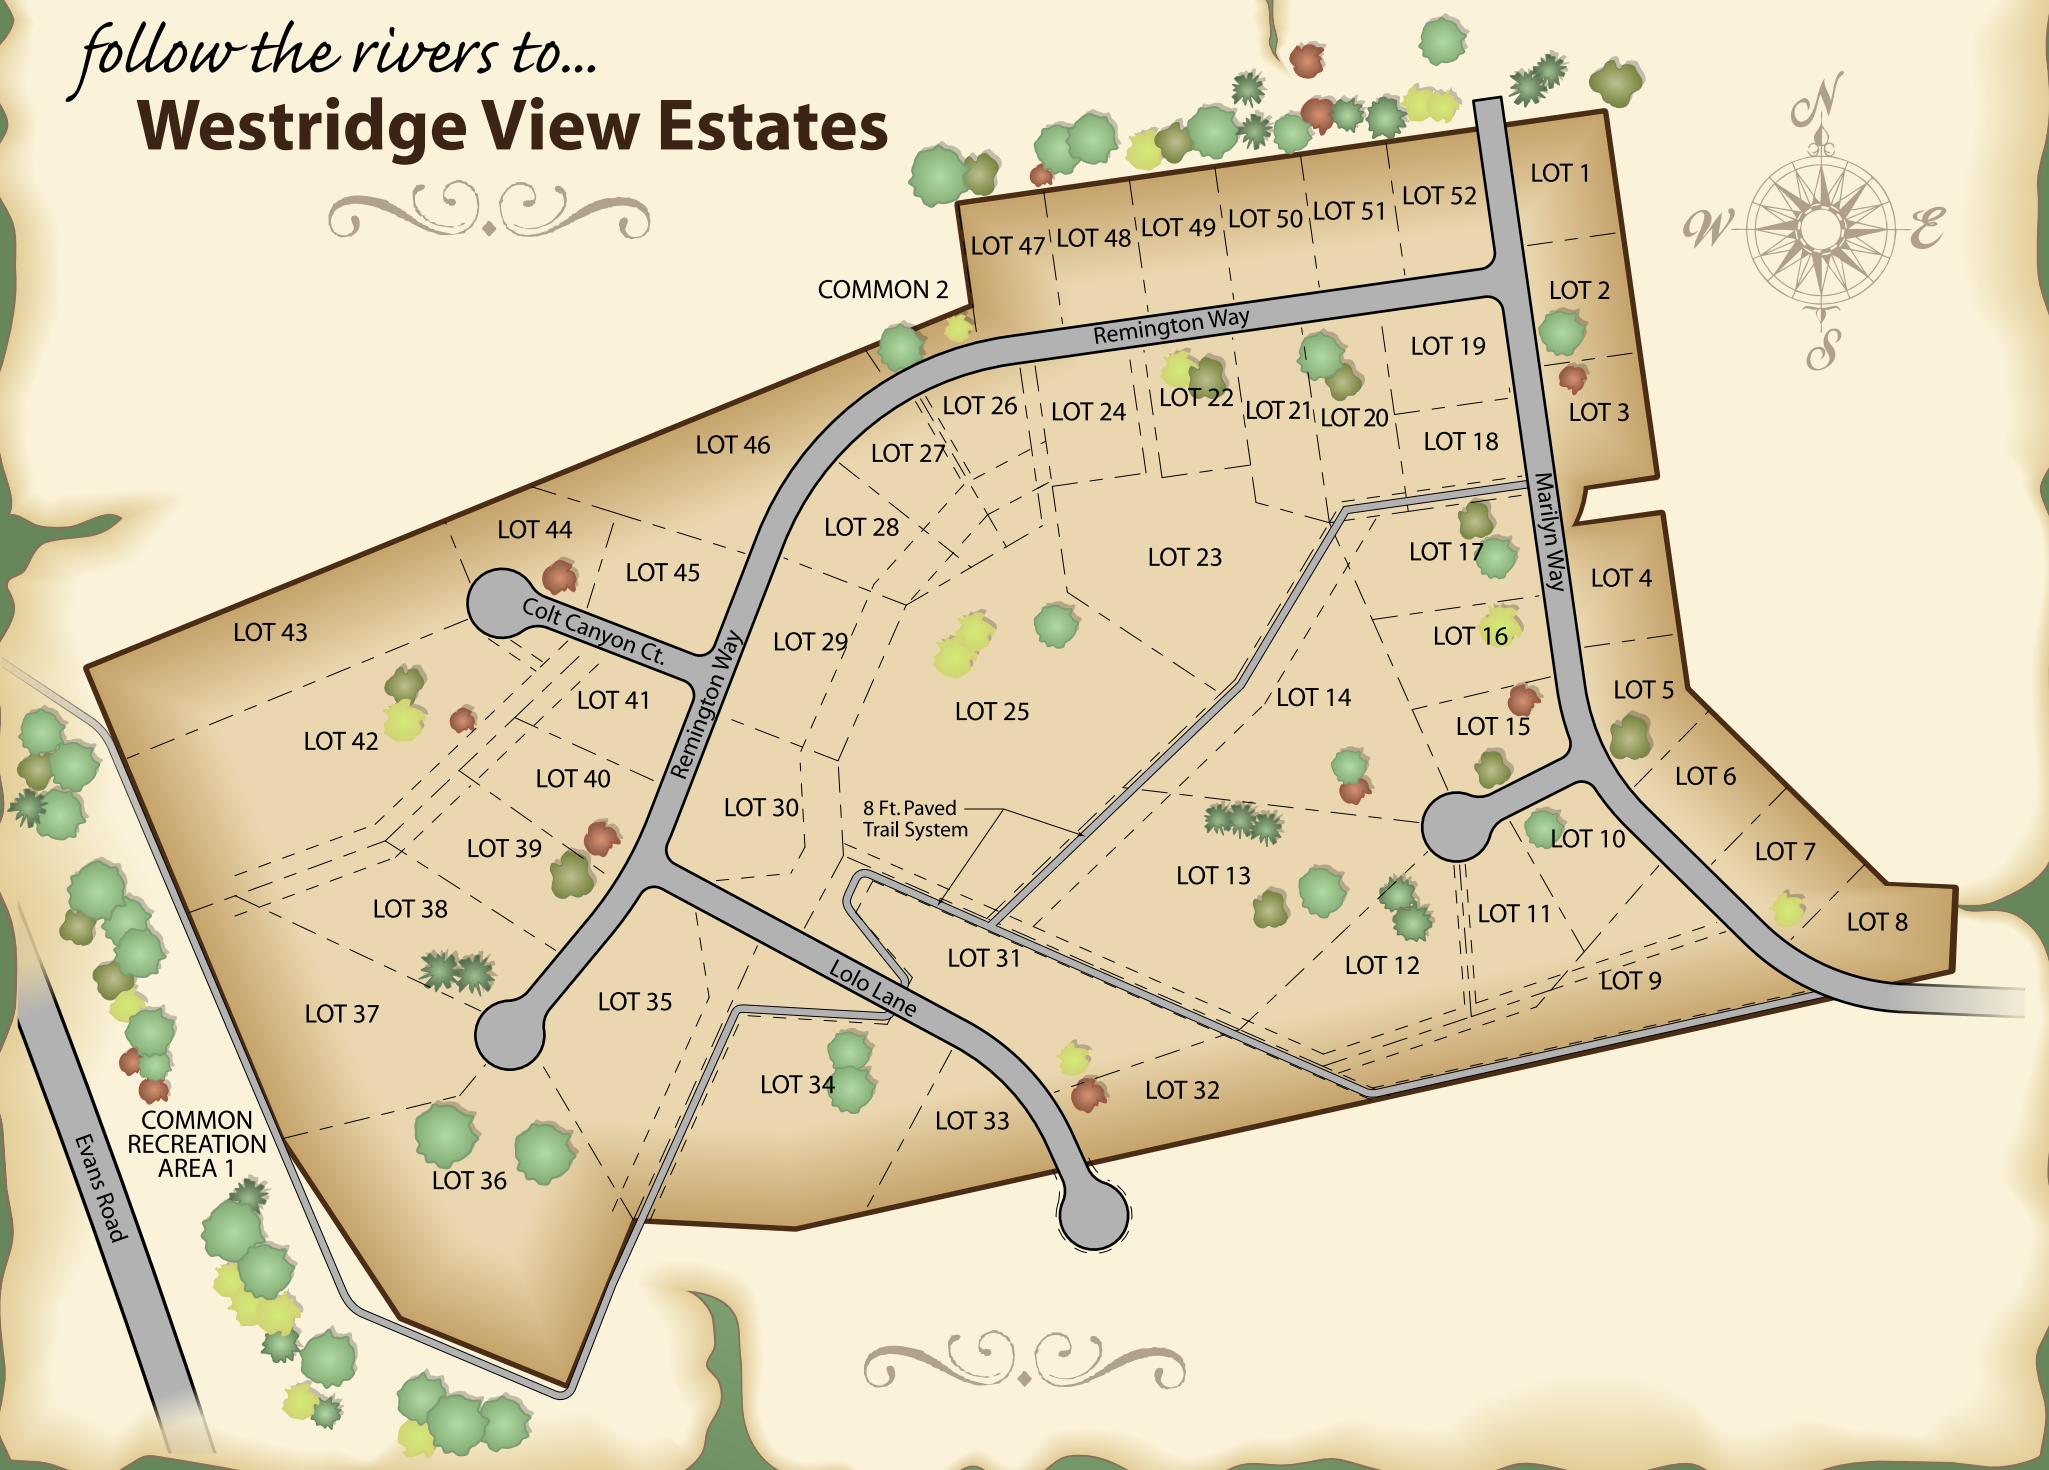 follow the rivers to...
Westridge View Estates
N
W
E
S
LOT 1
LOT 52
LOT 51
LOT 50
LOT 49
LOT 48
LOT 47
COMMON 2
LOT 2
Remington Way
LOT 19
LOT 3
LOT 26
LOT 24
LOT 22
LOT 21
LOT 20
LOT 18
LOT 46
LOT 27
LOT 44
LOT 28
LOT 23
LOT 17
Marilyn Way
LOT 4
LOT 45
LOT 43
Colt Canyon Ct.
LOT 29
LOT 16
LOT 41
Remington Way
LOT 25
LOT 14
LOT 5
LOT 15
LOT 42
LOT 40
LOT 30
8 Ft. Paved
Trail System
LOT 6
LOT 39
LOT 10
LOT 7
LOT 13
LOT 38
LOT 11
LOT 8
LOT 31
LOT 12
LOT 9
LOT 37
LOT 35
Lolo Lane
LOT 34
LOT 32
LOT 33
COMMON
RECREATION
AREA 1
Evans Road
LOT 36